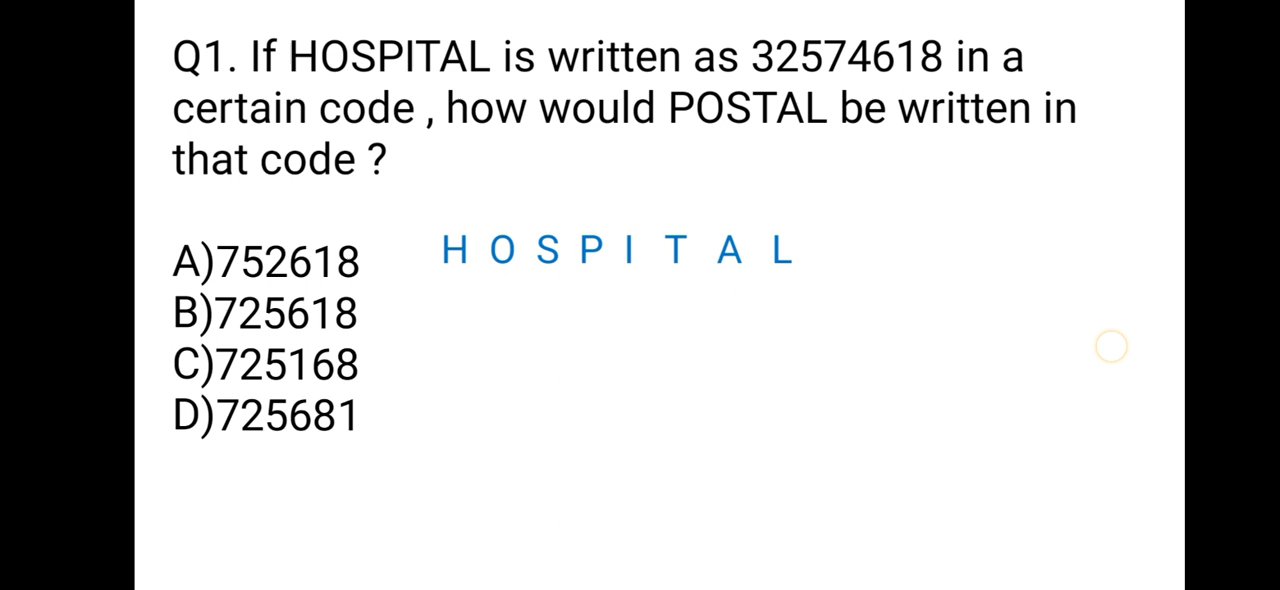 Q1. If HOSPITAL is written as 32574618 in a
certain code , how would POSTAL be written in
that code ?
A)752618
B)725618
C)725168
D)725681
H O S P I T A L